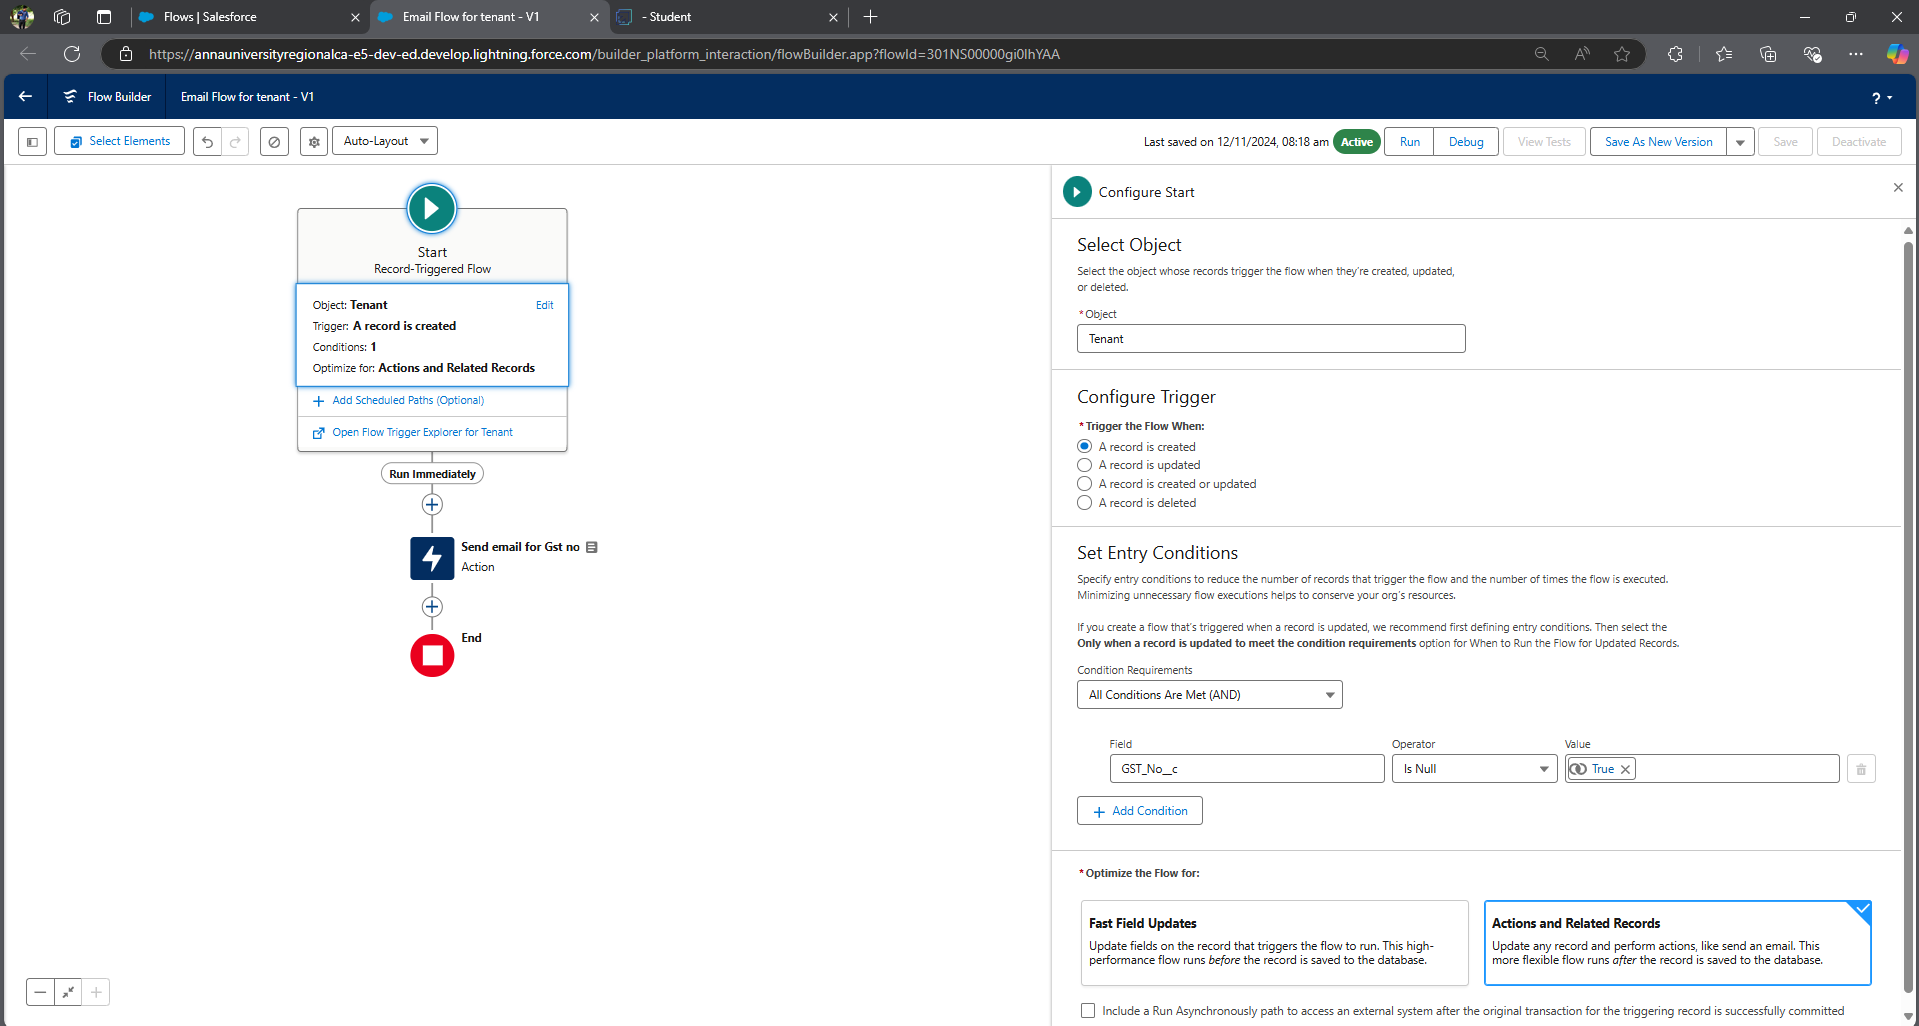 Flows | Salesforce
Email Flow for tenant - V1
- Student
https://annauniversityregionalca-e5-dev-ed.develop.lightning.force.com/builder_platform_interaction/flowBuilder.app?flowId=301NS00000gi0lhYAA
Flow Builder
Email Flow for tenant - V1
?
Select Elements
Auto-Layout
Last saved on 12/11/2024, 08:18 am
Active
Run
Debug
View Tests
Save As New Version
Save
Deactivate
Start
Record-Triggered Flow
Object: Tenant
Edit
Trigger: A record is created
Conditions: 1
Optimize for: Actions and Related Records
Add Scheduled Paths (Optional)
Open Flow Trigger Explorer for Tenant
Run Immediately
Send email for Gst no
Action
End
Configure Start
Select Object
Select the object whose records trigger the flow when they're created, updated,
or deleted.
*Object
Tenant
Configure Trigger
*Trigger the Flow When:
A record is created
A record is updated
A record is created or updated
A record is deleted
Set Entry Conditions
Specify entry conditions to reduce the number of records that trigger the flow and the number of times the flow is executed.
Minimizing unnecessary flow executions helps to conserve your org's resources.
If you create a flow that's triggered when a record is updated, we recommend first defining entry conditions. Then select the
Only when a record is updated to meet the condition requirements option for When to Run the Flow for Updated Records.
Condition Requirements
All Conditions Are Met (AND)
Field
Operator
Value
GST_No__c
Is Null
True
Add Condition
*Optimize the Flow for:
Fast Field Updates
Update fields on the record that triggers the flow to run. This high-
performance flow runs before the record is saved to the database.
Actions and Related Records
Update any record and perform actions, like send an email. This
more flexible flow runs after the record is saved to the database.
Include a Run Asynchronously path to access an external system after the original transaction for the triggering record is successfully committed